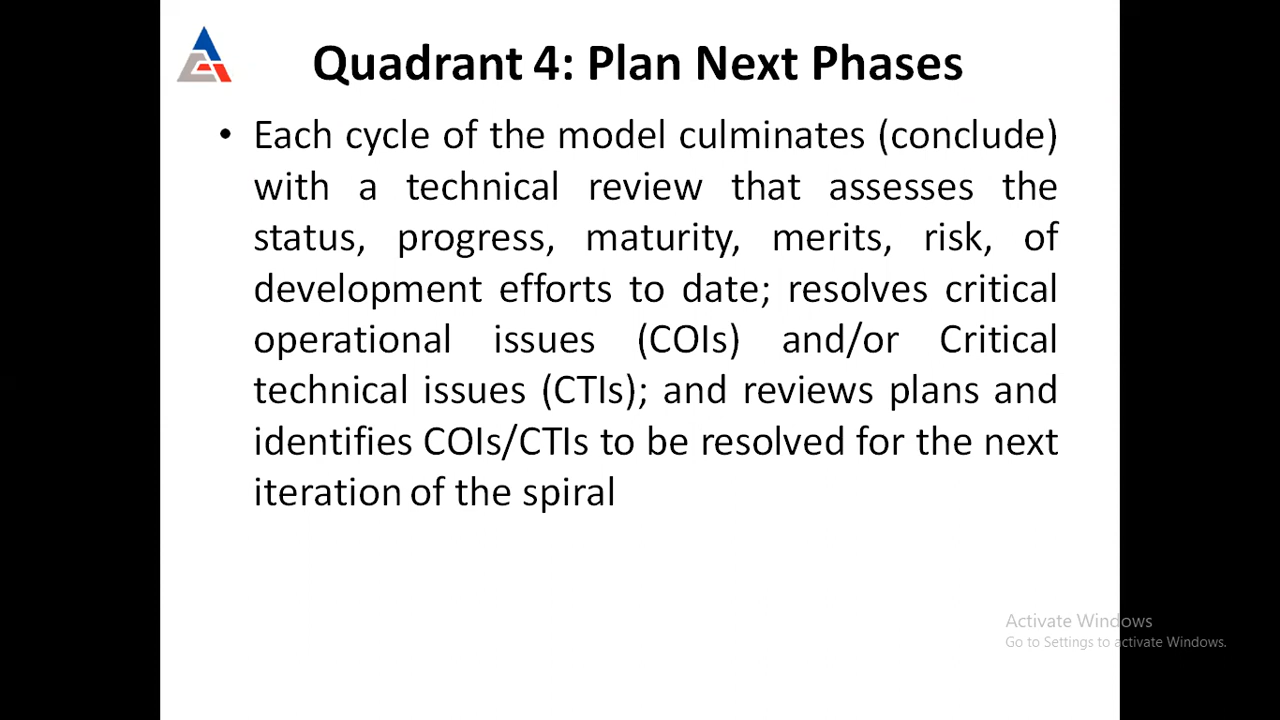 Quadrant 4: Plan Next Phases
• Each cycle of the model culminates (conclude)
with a technical review that assesses the
status, progress, maturity, merits, risk, of
development efforts to date; resolves critical
operational issues (COIs) and/or Critical
technical issues (CTIs); and reviews plans and
identifies COIs/CTIs to be resolved for the next
iteration of the spiral
Activate Windows
Go to Settings to activate Windows.